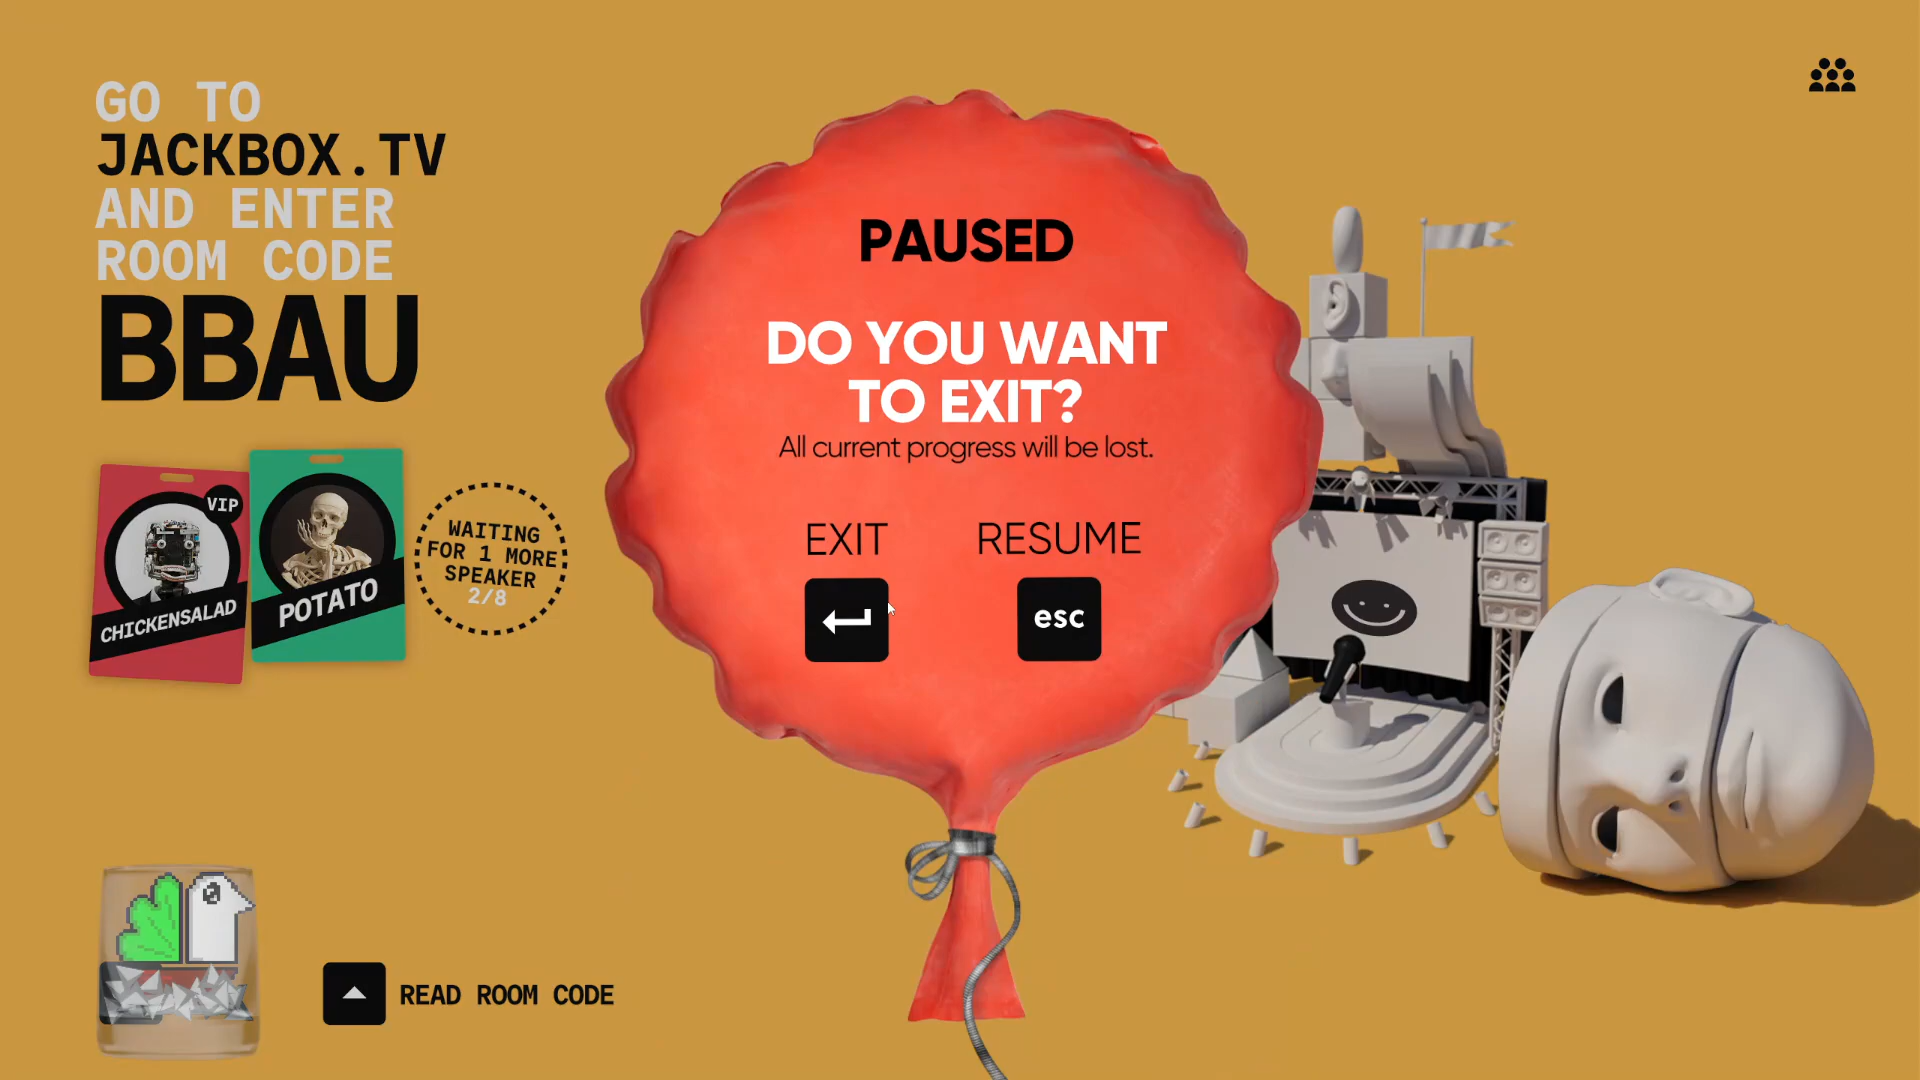 GO TO
JACKBOX.TV
AND ENTER
ROOM CODE
BBAU
VIP
CHICKENSALAD
POTATO
WAITING
FOR 1 MORE
SPEAKER
2/8
PAUSED
DO YOU WANT
TO EXIT?
All current progress will be lost.
EXIT
RESUME
esc
READ ROOM CODE